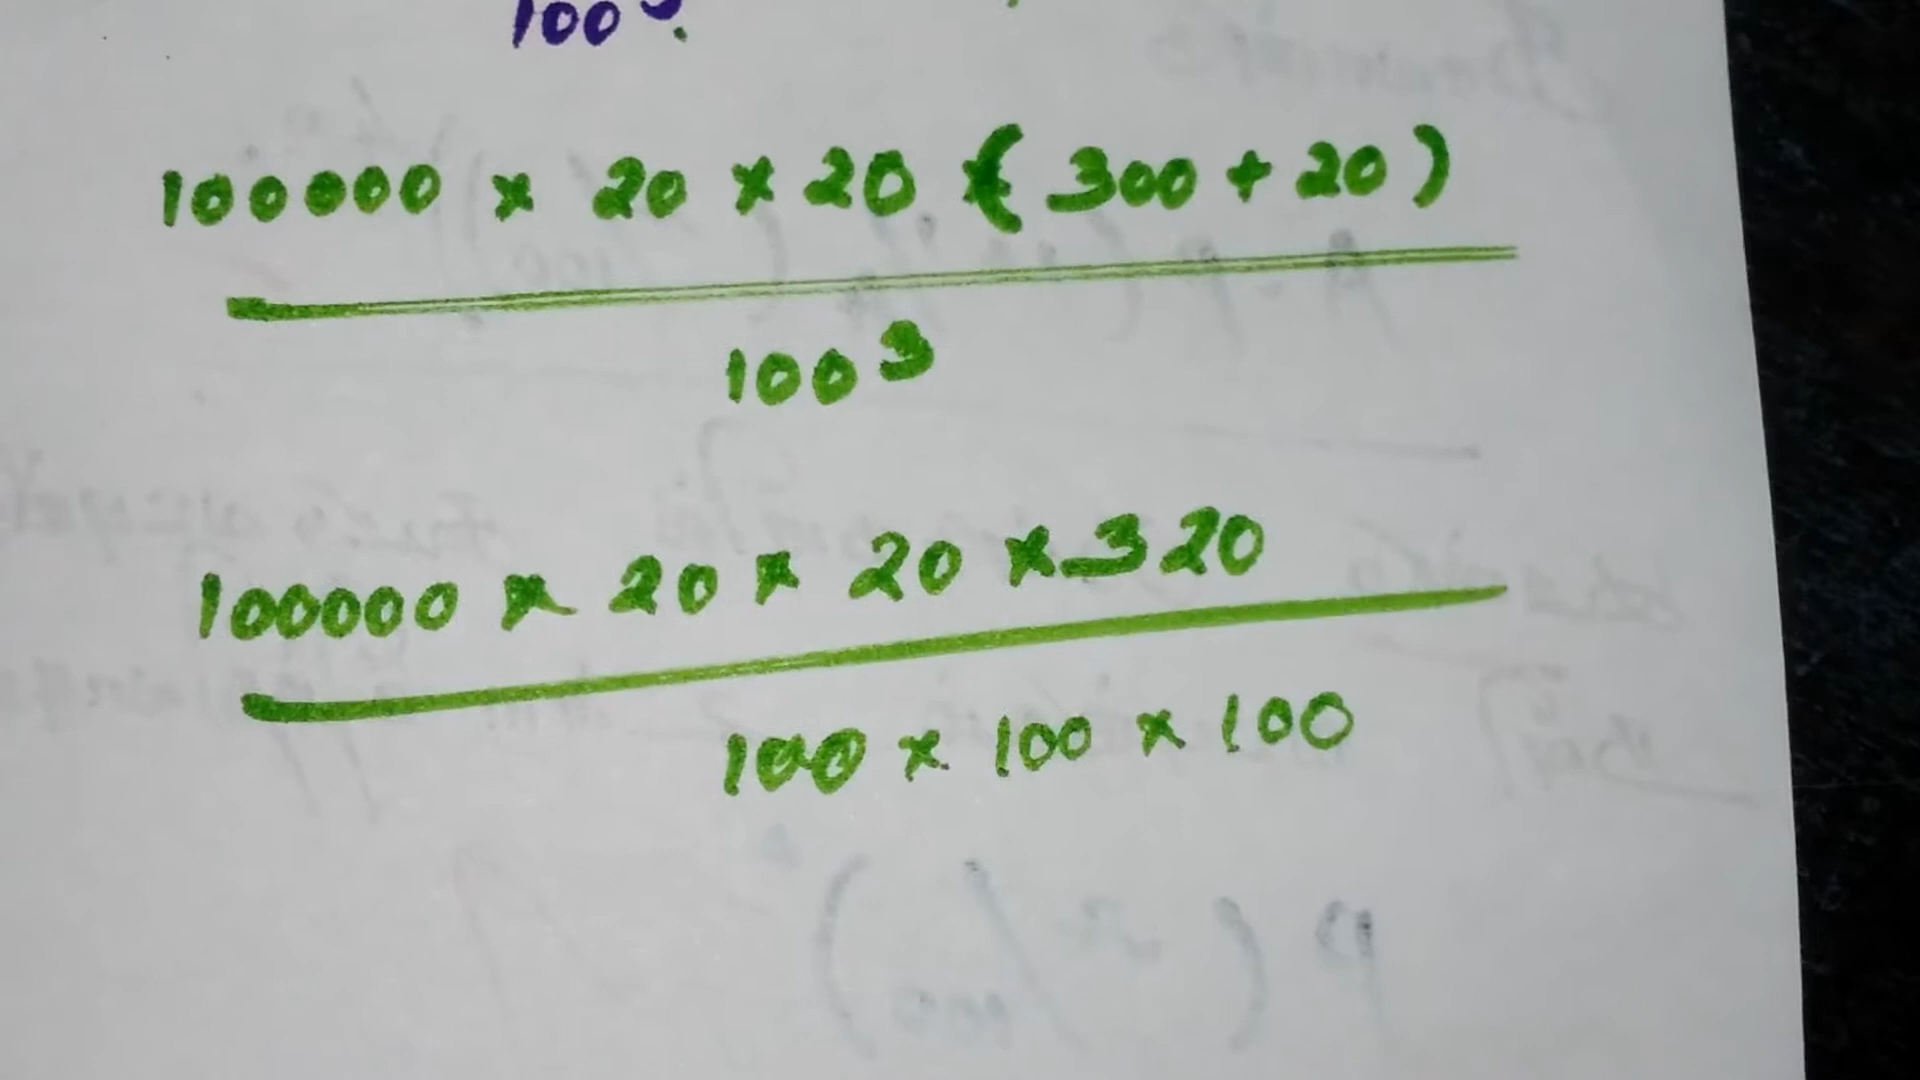 100³
100000 × 20 × 20 (300 + 20)
100³
100000 × 20 × 20 × 320
100 × 100 × 100